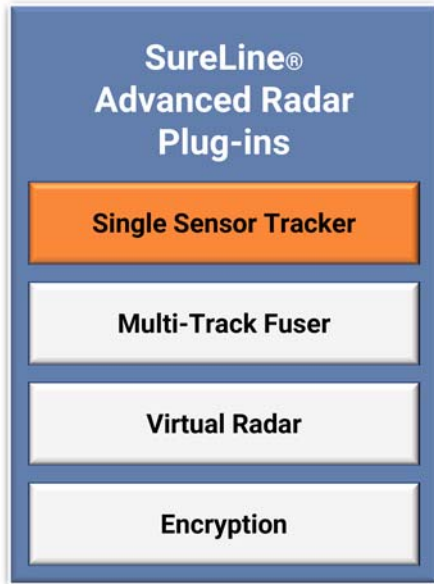 SureLine®
Advanced Radar
Plug-ins
Single Sensor Tracker
Multi-Track Fuser
Virtual Radar
Encryption